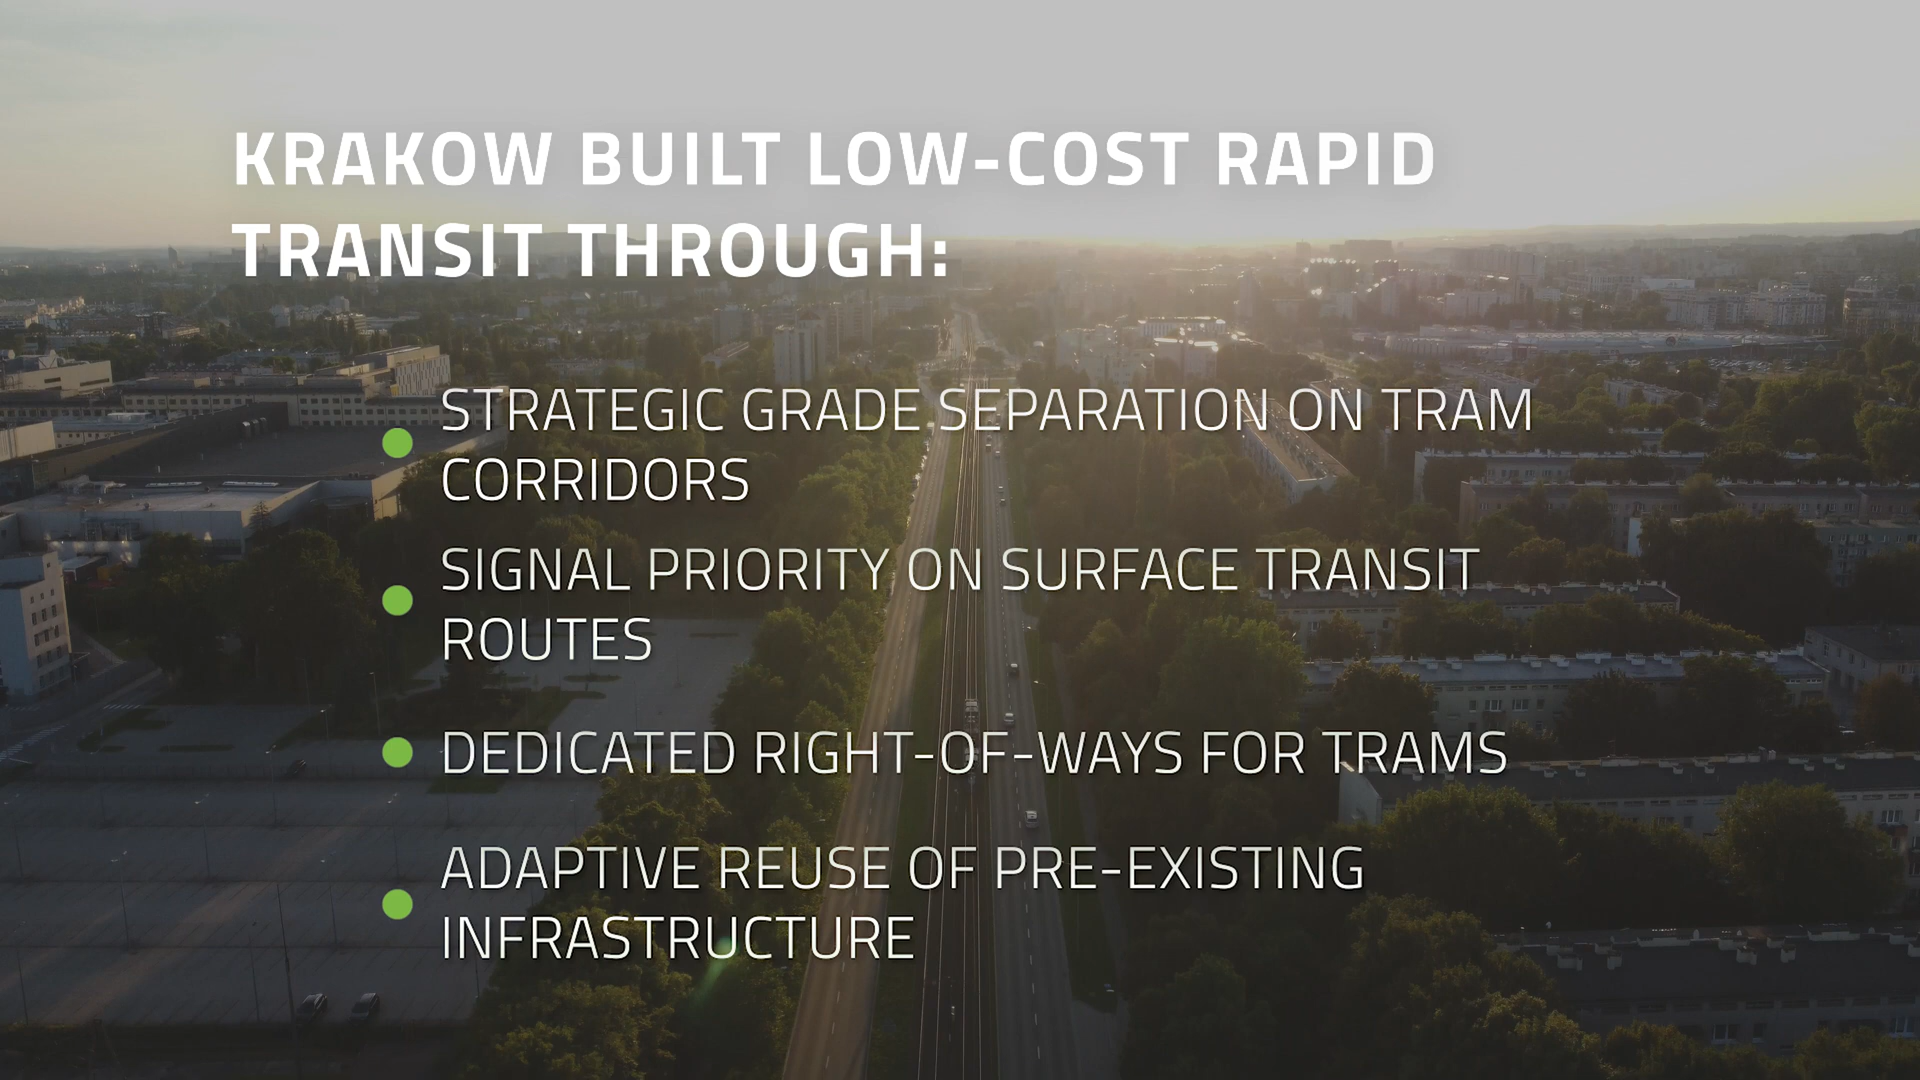 KRAKOW BUILT LOW-COST RAPID
TRANSIT THROUGH:
STRATEGIC GRADE SEPARATION ON TRAM
CORRIDORS
SIGNAL PRIORITY ON SURFACE TRANSIT
ROUTES
DEDICATED RIGHT-OF-WAYS FOR TRAMS
ADAPTIVE REUSE OF PRE-EXISTING
INFRASTRUCTURE